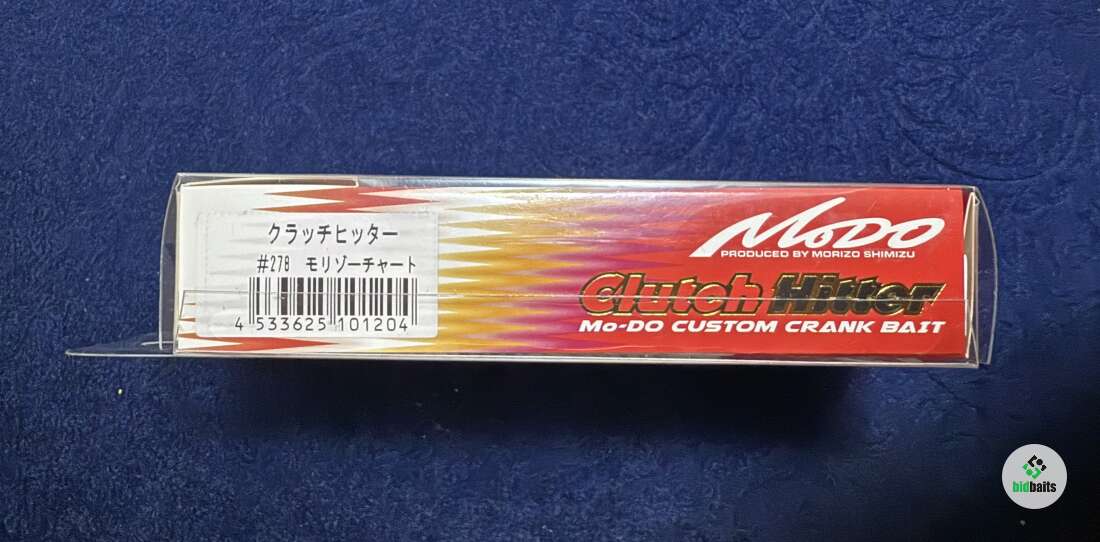 クラッチヒッター
#278 モリゾーチャート
4 533625 101204
MoDO
PRODUCED BY MORIZO SHIMIZU
Clutch Hitter
Mo-DO CUSTOM CRANK BAIT
bidbaits